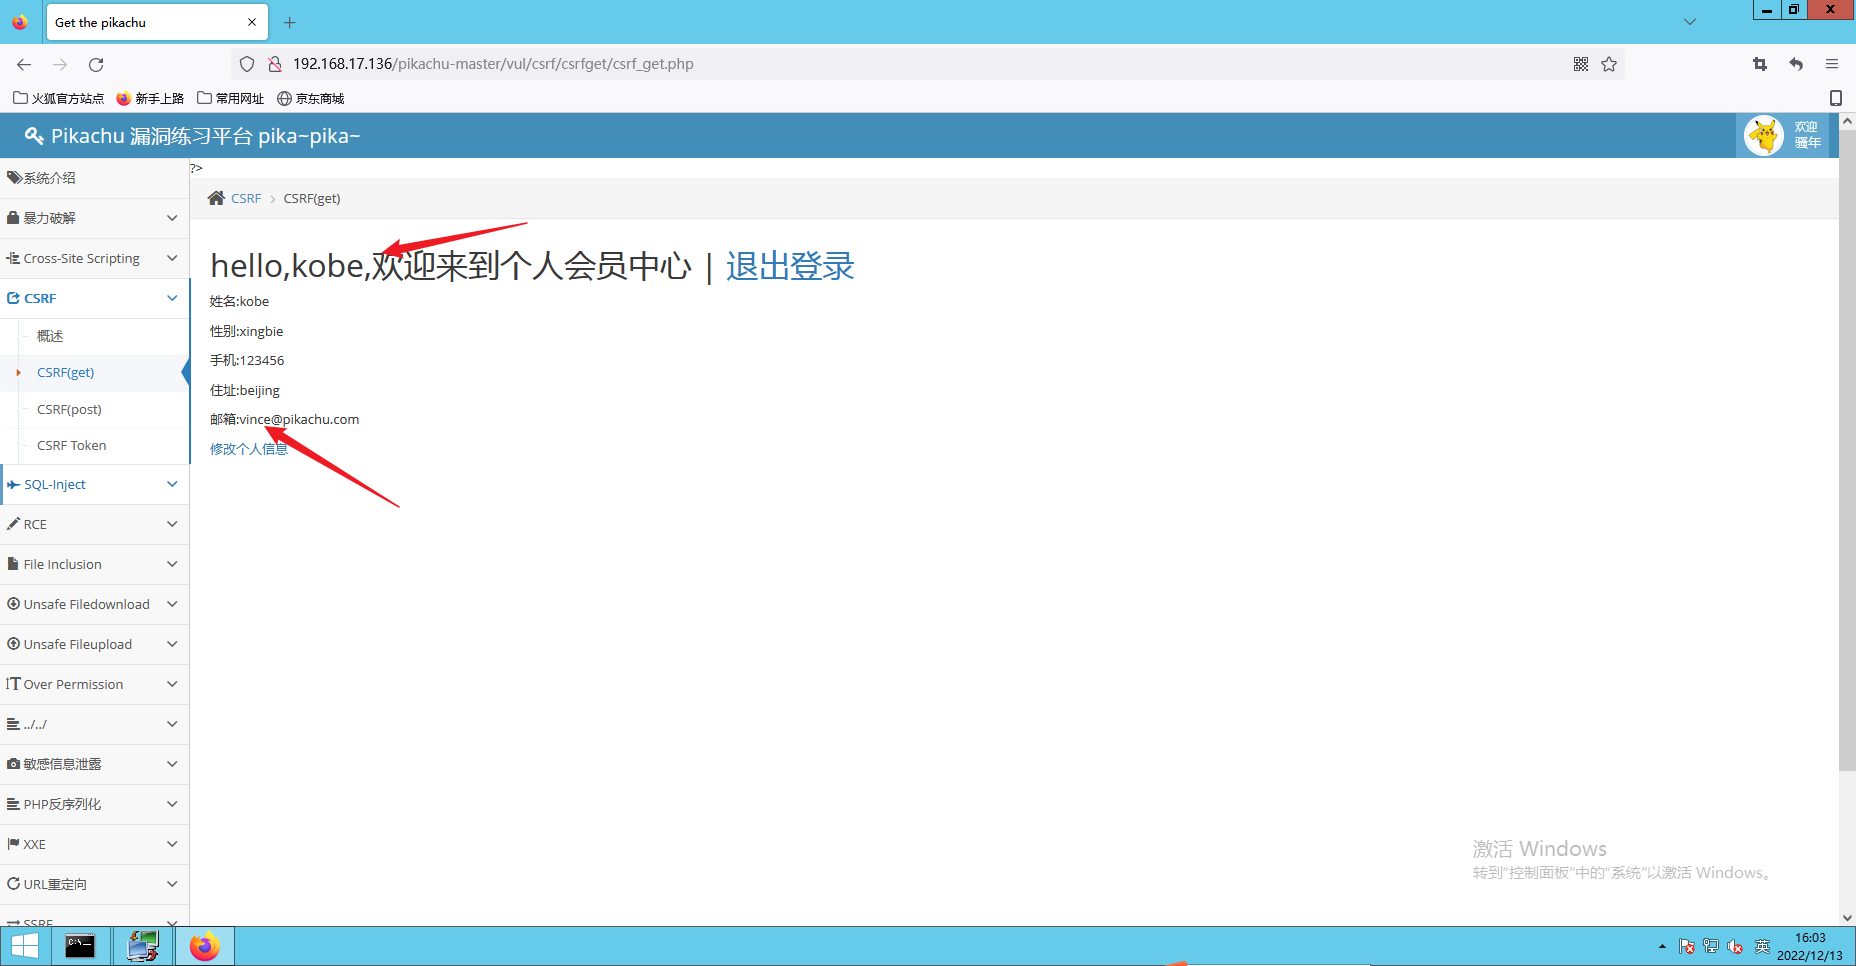 Get the pikachu
192.168.17.136/pikachu-master/vul/csrf/csrfget/csrf_get.php
火狐官方站点 新手上路 常用网址 京东商城
Pikachu 漏洞练习平台 pika~pika~
欢迎
骚年
系统介绍
暴力破解
Cross-Site Scripting
CSRF
概述
CSRF(get)
CSRF(post)
CSRF Token
SQL-Inject
RCE
File Inclusion
Unsafe Filedownload
Unsafe Fileupload
Over Permission
../../
敏感信息泄露
PHP反序列化
XXE
URL重定向
SSRF
?>
CSRF > CSRF(get)
hello,kobe,欢迎来到个人会员中心 | 退出登录
姓名:kobe
性别:xingbie
手机:123456
住址:beijing
邮箱:vince@pikachu.com
修改个人信息
激活 Windows
转到"控制面板"中的"系统"以激活 Windows。
英
16:03
2022/12/13